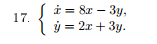 17. { ẋ = 8x − 3y,
ẏ = 2x + 3y.